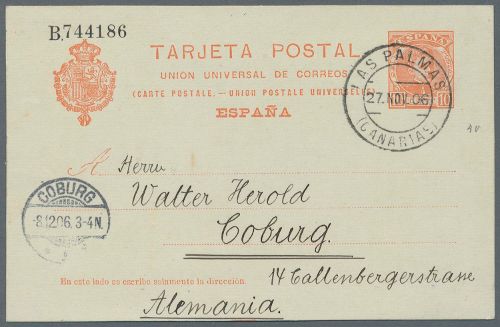 B.744186
TARJETA POSTAL
UNION UNIVERSAL DE CORREOS
(CARTE POSTALE.—UNION POSTALE UNIVERSELLE)
ESPAÑA
ESPAÑA
10
LAS PALMAS
27.NOV.06
(CANARIAS)
A Herrn
Walter Herold
Coburg.
COBURG
-8.12.06. 3-4N.
14 Callenbergerstrasse
En este lado se escribe solamente la dirección.
Alemania.